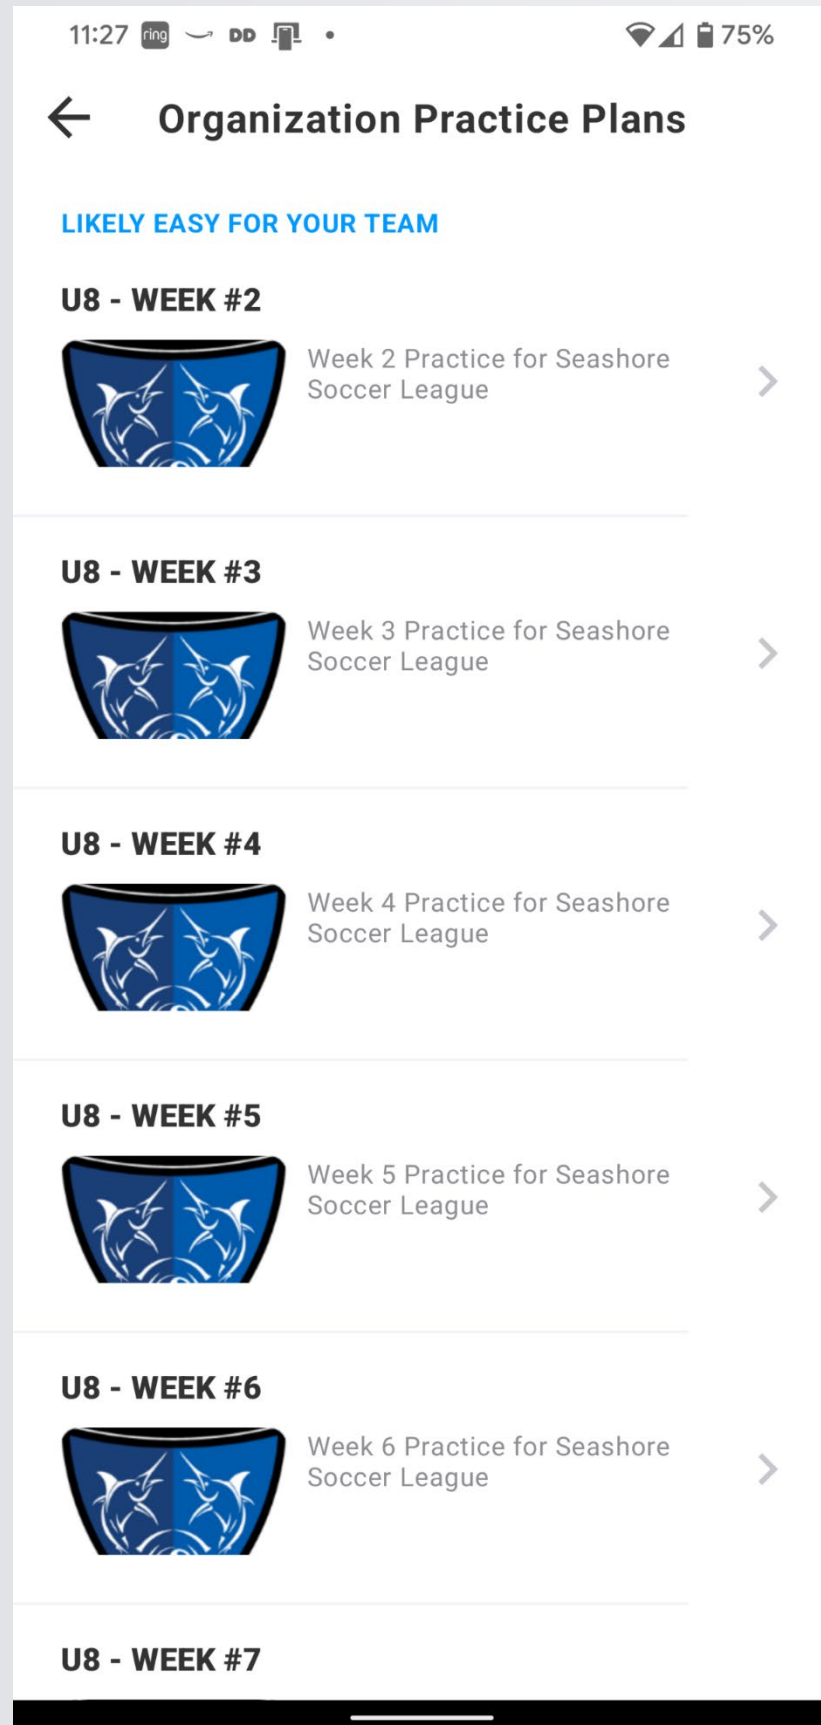 11:27 ring DD 75%
Organization Practice Plans
LIKELY EASY FOR YOUR TEAM
U8 - WEEK #2
Week 2 Practice for Seashore
Soccer League
U8 - WEEK #3
Week 3 Practice for Seashore
Soccer League
U8 - WEEK #4
Week 4 Practice for Seashore
Soccer League
U8 - WEEK #5
Week 5 Practice for Seashore
Soccer League
U8 - WEEK #6
Week 6 Practice for Seashore
Soccer League
U8 - WEEK #7